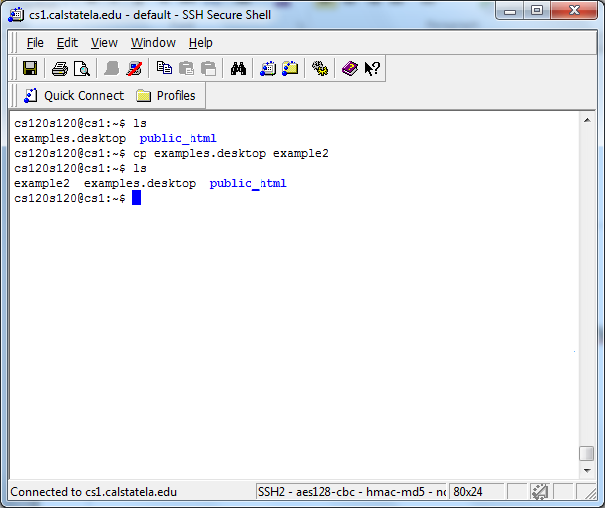 cs1.calstatela.edu - default - SSH Secure Shell
File Edit View Window Help
Quick Connect Profiles
cs120s120@cs1:~$ ls
examples.desktop public_html
cs120s120@cs1:~$ cp examples.desktop example2
cs120s120@cs1:~$ ls
example2 examples.desktop public_html
cs120s120@cs1:~$
Connected to cs1.calstatela.edu SSH2 - aes128-cbc - hmac-md5 - nc 80x24